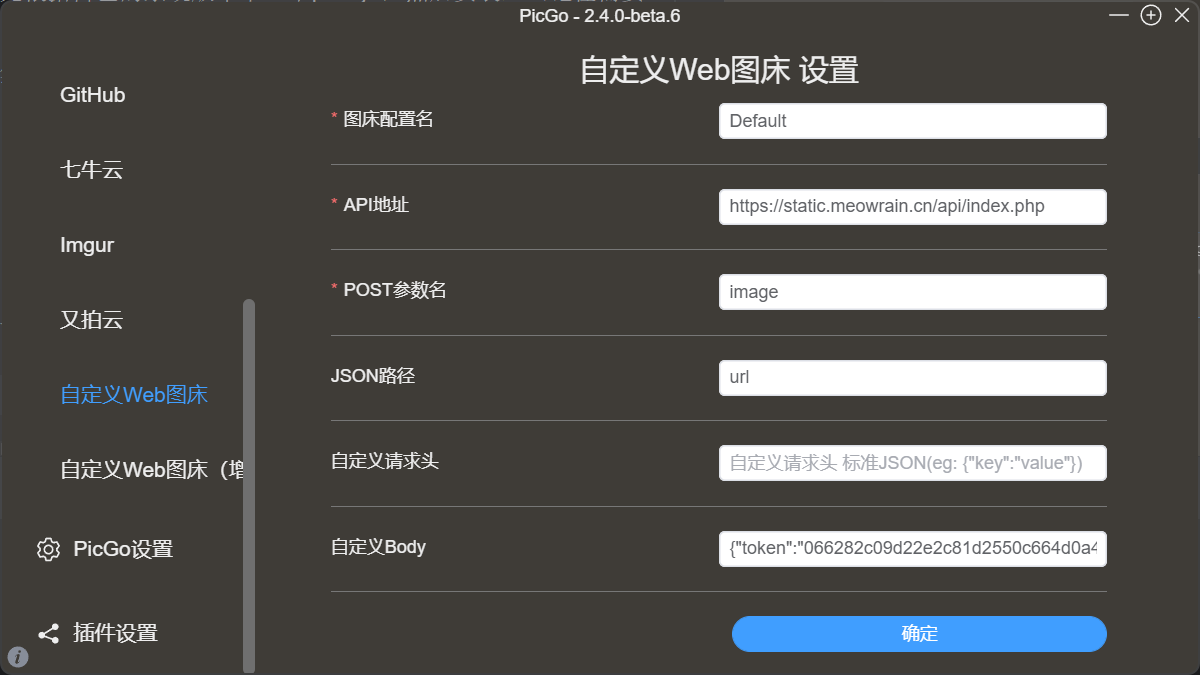 PicGo - 2.4.0-beta.6
GitHub
七牛云
Imgur
又拍云
自定义Web图床
自定义Web图床（增
PicGo设置
插件设置
自定义Web图床 设置
* 图床配置名
Default
* API地址
https://static.meowrain.cn/api/index.php
* POST参数名
image
JSON路径
url
自定义请求头
自定义请求头 标准JSON(eg: {"key":"value"})
自定义Body
{"token":"066282c09d22e2c81d2550c664d0a4
确定